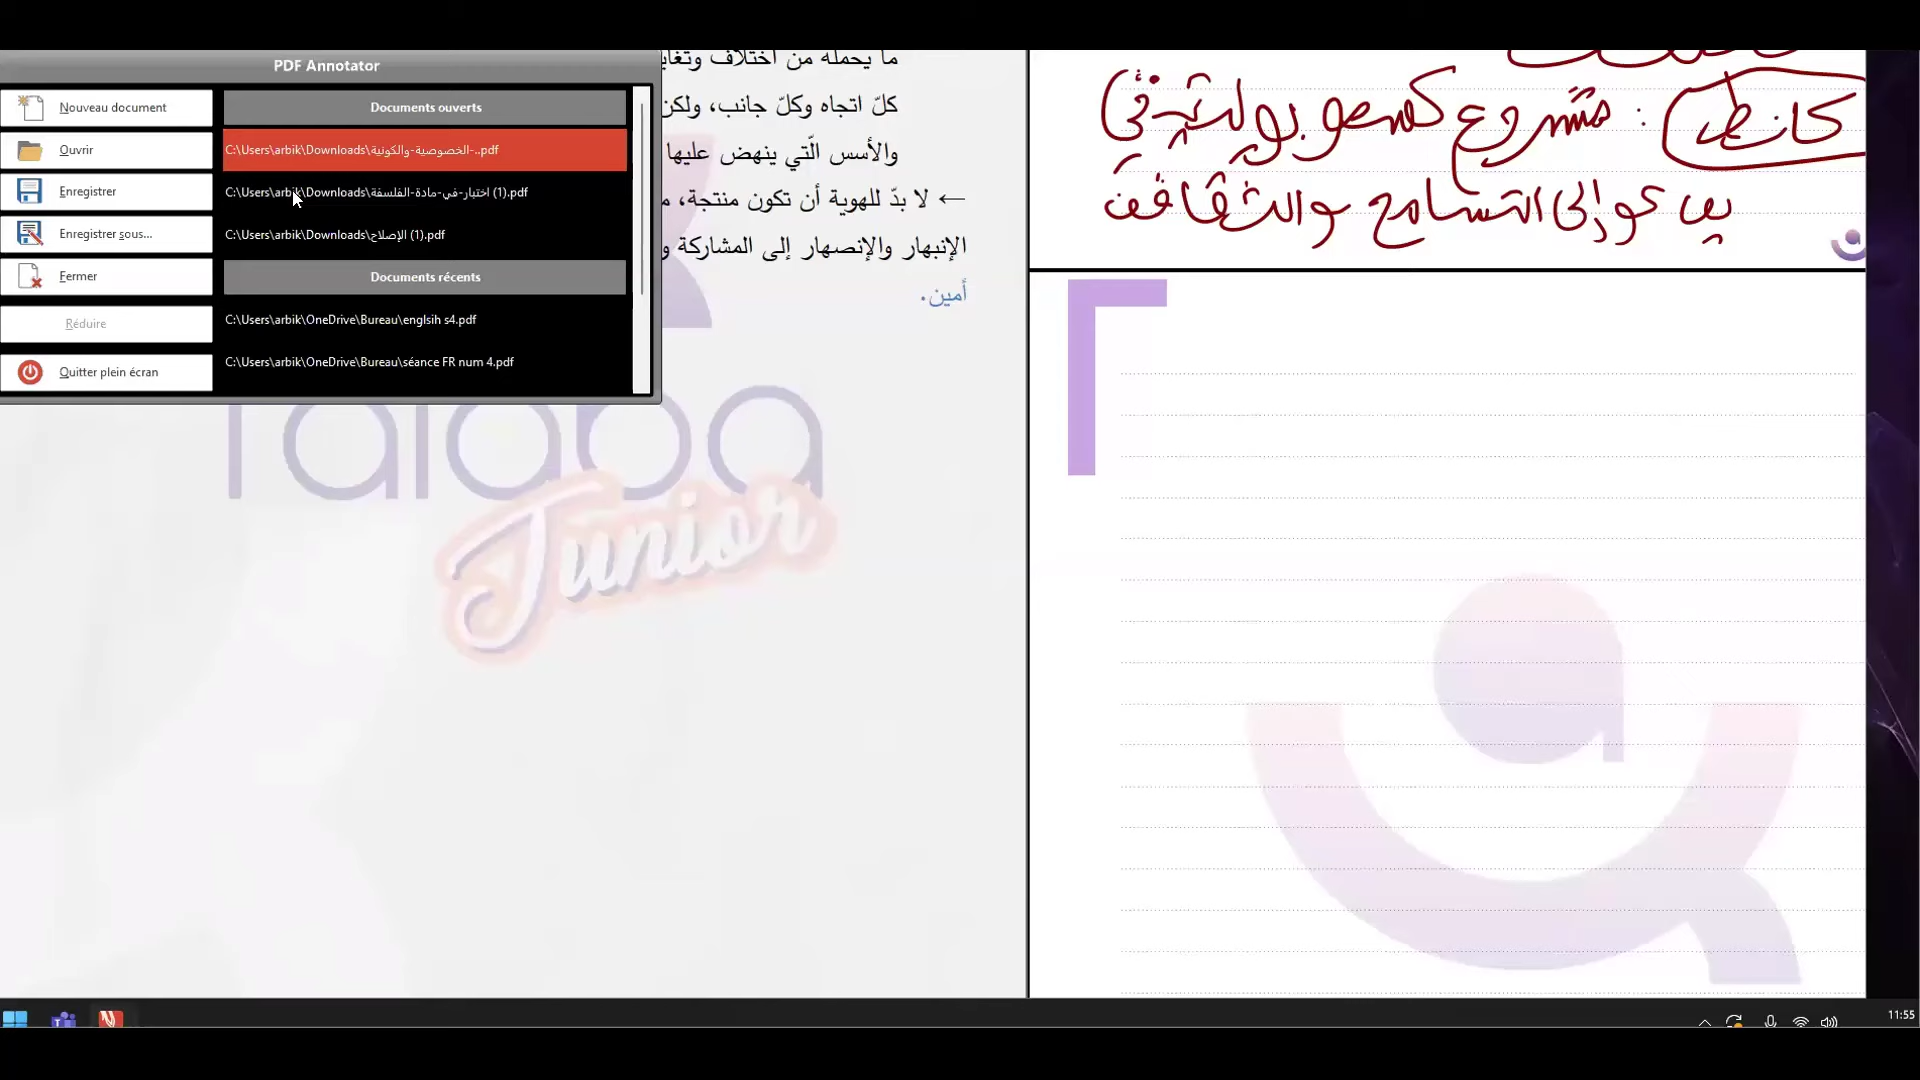 PDF Annotator
Nouveau document
Ouvrir
Enregistrer
Enregistrer sous...
Fermer
Réduire
Quitter plein écran
Documents ouverts
C:\Users\arbik\Downloads\الخصوصية-والكونية-..pdf
C:\Users\arbik\Downloads\اختبار-في-مادة-الفلسفة (1).pdf
C:\Users\arbik\Downloads\الإصلاح (1).pdf
Documents récents
C:\Users\arbik\OneDrive\Bureau\englsih s4.pdf
C:\Users\arbik\OneDrive\Bureau\séance FR num 4.pdf
ما يحمله من اختلاف
كلّ اتجاه وكلّ جانب، ولكن
والأسس الّتي ينهض عليها
← لا بدّ للهوية أن تكون منتجة،
الإنبهار والإنصهار إلى المشاركة و
أمين.
Talaba
Junior
كانط : مشروع كسموبوليتي
يدعو إلى التسامح والتثاقف
11:55